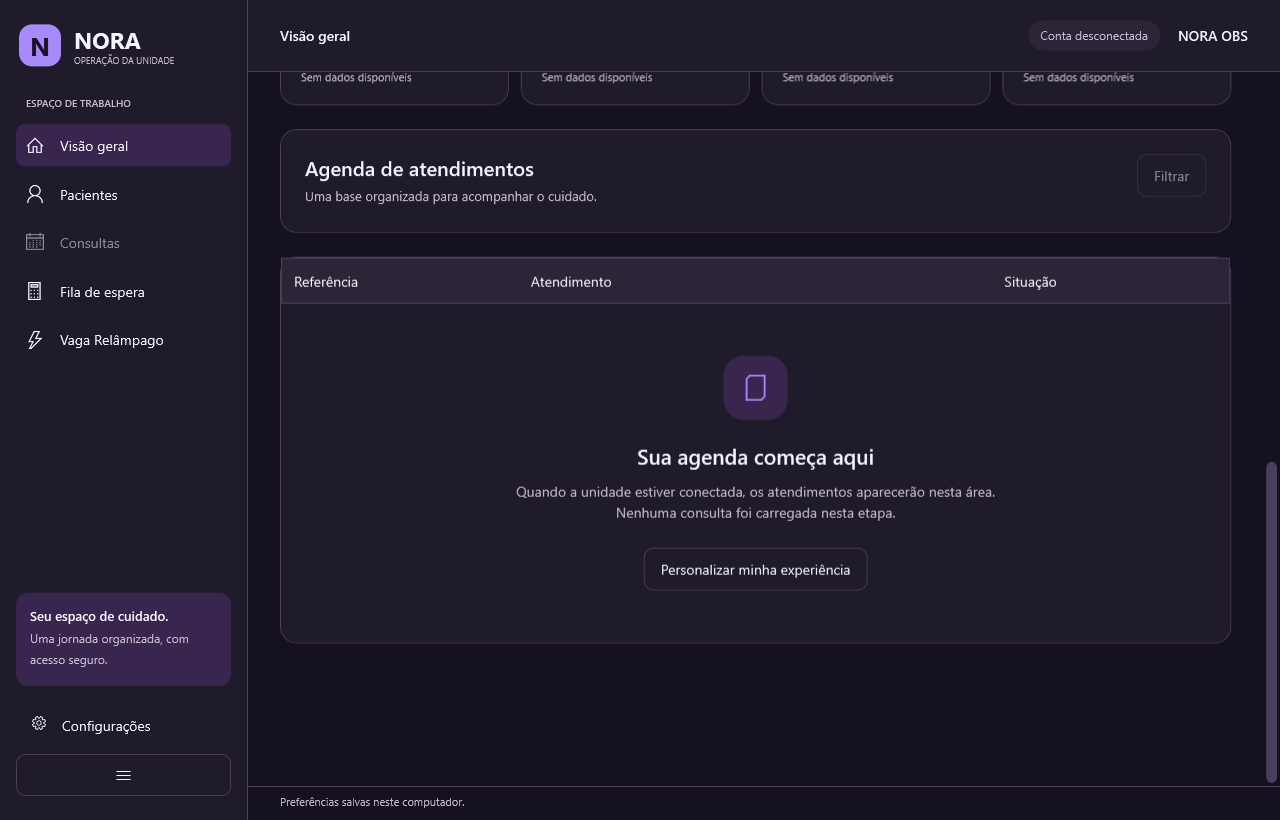 N
NORA
OPERAÇÃO DA UNIDADE
ESPAÇO DE TRABALHO
Visão geral
Pacientes
Consultas
Fila de espera
Vaga Relâmpago
Seu espaço de cuidado.
Uma jornada organizada, com
acesso seguro.
Configurações
Visão geral
Conta desconectada
NORA OBS
Sem dados disponíveis
Sem dados disponíveis
Sem dados disponíveis
Sem dados disponíveis
Agenda de atendimentos
Uma base organizada para acompanhar o cuidado.
Filtrar
Referência
Atendimento
Situação
Sua agenda começa aqui
Quando a unidade estiver conectada, os atendimentos aparecerão nesta área.
Nenhuma consulta foi carregada nesta etapa.
Personalizar minha experiência
Preferências salvas neste computador.